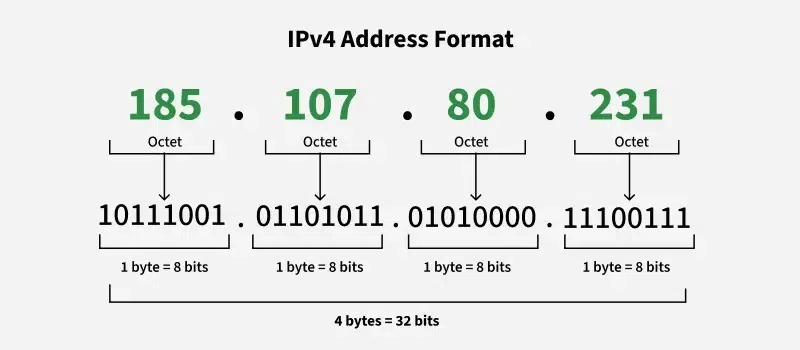 IPv4 Address Format
185 . 107 . 80 . 231
Octet Octet Octet Octet
10111001 . 01101011 . 01010000 . 11100111
1 byte = 8 bits 1 byte = 8 bits 1 byte = 8 bits 1 byte = 8 bits
4 bytes = 32 bits